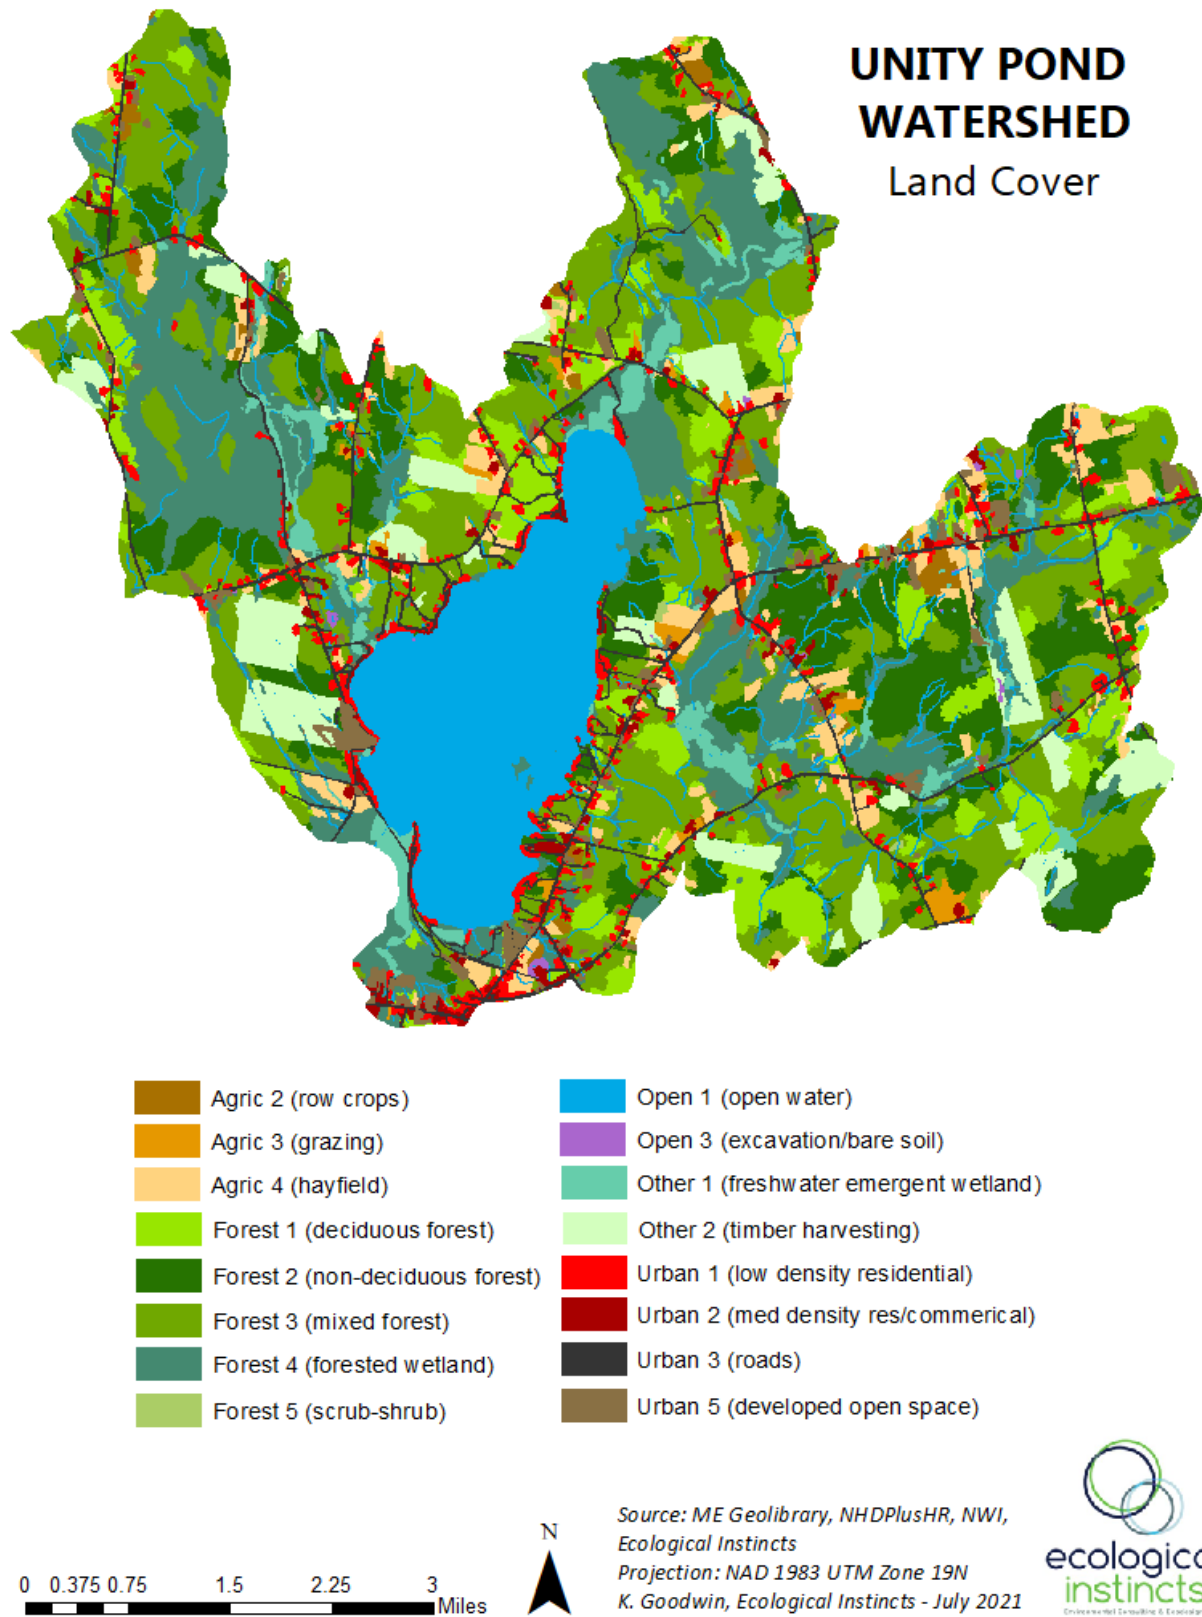 UNITY POND
WATERSHED
Land Cover
Agric 2 (row crops)
Agric 3 (grazing)
Agric 4 (hayfield)
Forest 1 (deciduous forest)
Forest 2 (non-deciduous forest)
Forest 3 (mixed forest)
Forest 4 (forested wetland)
Forest 5 (scrub-shrub)
Open 1 (open water)
Open 3 (excavation/bare soil)
Other 1 (freshwater emergent wetland)
Other 2 (timber harvesting)
Urban 1 (low density residential)
Urban 2 (med density res/commerical)
Urban 3 (roads)
Urban 5 (developed open space)
0 0.375 0.75 1.5 2.25 3
Miles
N
Source: ME Geolibrary, NHDPlusHR, NWI,
Ecological Instincts
Projection: NAD 1983 UTM Zone 19N
K. Goodwin, Ecological Instincts - July 2021
ecologica
instincts